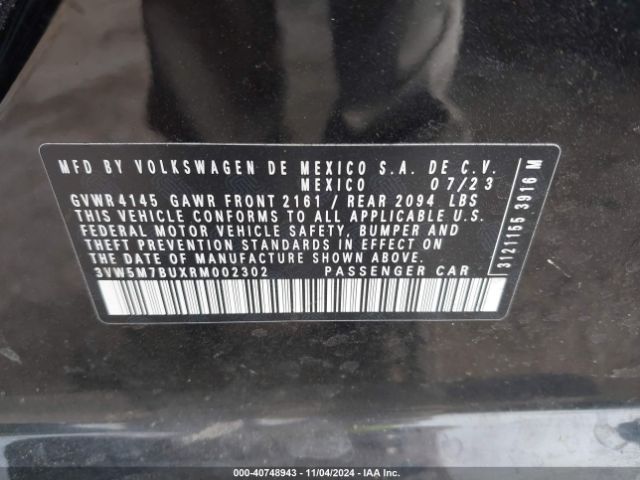 MFD BY VOLKSWAGEN DE MEXICO S.A. DE C.V.
MEXICO 07/23
GVWR 4145 GAWR FRONT 2161 / REAR 2094 LBS
THIS VEHICLE CONFORMS TO ALL APPLICABLE U.S.
FEDERAL MOTOR VEHICLE SAFETY, BUMPER AND
THEFT PREVENTION STANDARDS IN EFFECT ON
THE DATE OF MANUFACTURE SHOWN ABOVE
3VW5M7BUXRM002302 PASSENGER CAR
3121155 3916 M
000-40748943 - 11/04/2024 - IAA Inc.